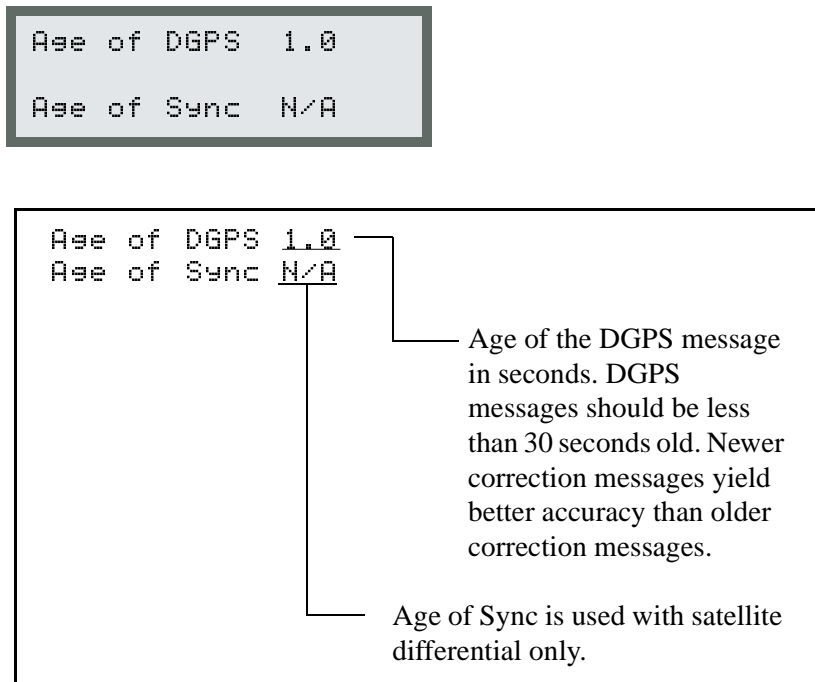 Age of DGPS 1.0
Age of Sync N/A
Age of DGPS 1.0
Age of Sync N/A
Age of the DGPS message
in seconds. DGPS
messages should be less
than 30 seconds old. Newer
correction messages yield
better accuracy than older
correction messages.
Age of Sync is used with satellite
differential only.